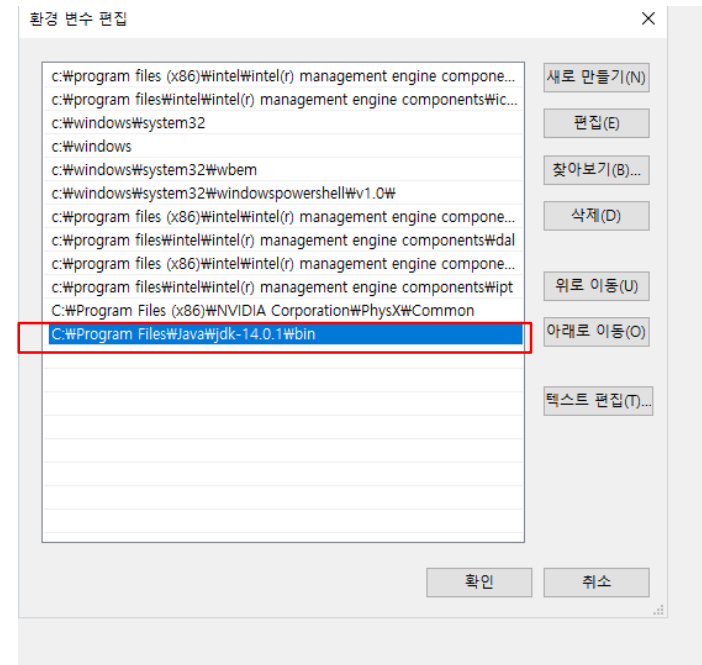 환경 변수 편집
c:₩program files (x86)₩intel₩intel(r) management engine compone...
c:₩program files₩intel₩intel(r) management engine components₩ic...
c:₩windows₩system32
c:₩windows
c:₩windows₩system32₩wbem
c:₩windows₩system32₩windowspowershell₩v1.0₩
c:₩program files (x86)₩intel₩intel(r) management engine compone...
c:₩program files₩intel₩intel(r) management engine components₩dal
c:₩program files (x86)₩intel₩intel(r) management engine compone...
c:₩program files₩intel₩intel(r) management engine components₩ipt
C:₩Program Files (x86)₩NVIDIA Corporation₩PhysX₩Common
C:₩Program Files₩Java₩jdk-14.0.1₩bin
새로 만들기(N)
편집(E)
찾아보기(B)...
삭제(D)
위로 이동(U)
아래로 이동(O)
텍스트 편집(T)...
확인
취소